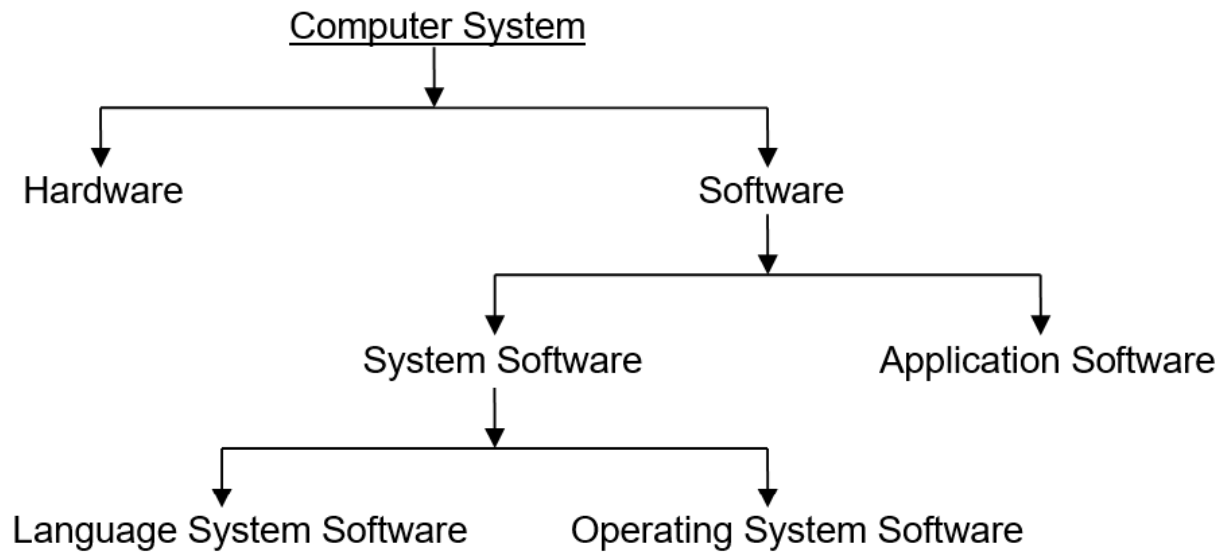 Computer System
Hardware
Software
System Software
Application Software
Language System Software
Operating System Software